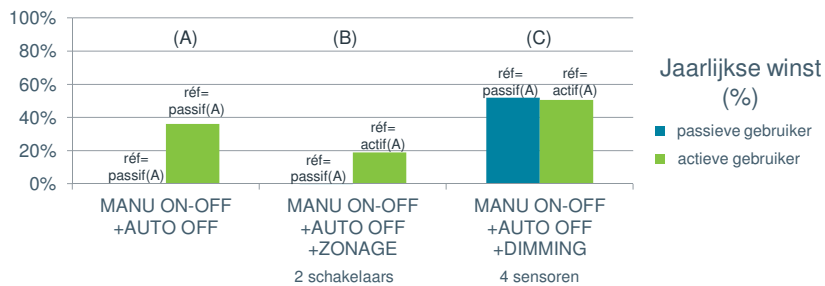 100%
80%
60%
40%
20%
0%
(A)
(B)
(C)
réf=
passif(A)
réf=
passif(A)
réf=
passif(A)
réf=
actif(A)
réf=
passif(A)
réf=
actif(A)
MANU ON-OFF
+AUTO OFF
MANU ON-OFF
+AUTO OFF
+ZONAGE
2 schakelaars
MANU ON-OFF
+AUTO OFF
+DIMMING
4 sensoren
Jaarlijkse winst
(%)
passieve gebruiker
actieve gebruiker